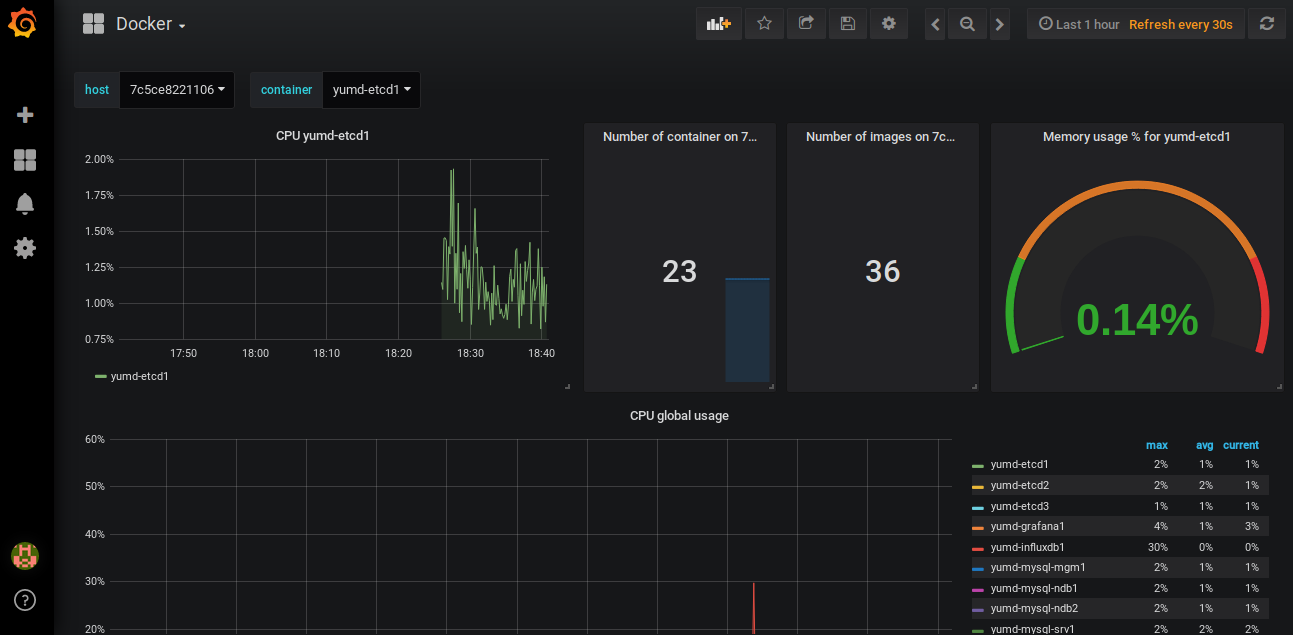 Docker
Last 1 hour Refresh every 30s
host 7c5ce8221106 container yumd-etcd1
CPU yumd-etcd1
2.00%
1.75%
1.50%
1.25%
1.00%
0.75%
17:50 18:00 18:10 18:20 18:30 18:40
yumd-etcd1
Number of container on 7...
23
Number of images on 7c...
36
Memory usage % for yumd-etcd1
0.14%
CPU global usage
60%
50%
40%
30%
20%
max avg current
yumd-etcd1 2% 1% 1%
yumd-etcd2 2% 2% 1%
yumd-etcd3 1% 1% 1%
yumd-grafana1 4% 1% 3%
yumd-influxdb1 30% 0% 0%
yumd-mysql-mgm1 2% 1% 1%
yumd-mysql-ndb1 2% 1% 1%
yumd-mysql-ndb2 2% 1% 1%
yumd-mysql-srv1 2% 2% 2%
?